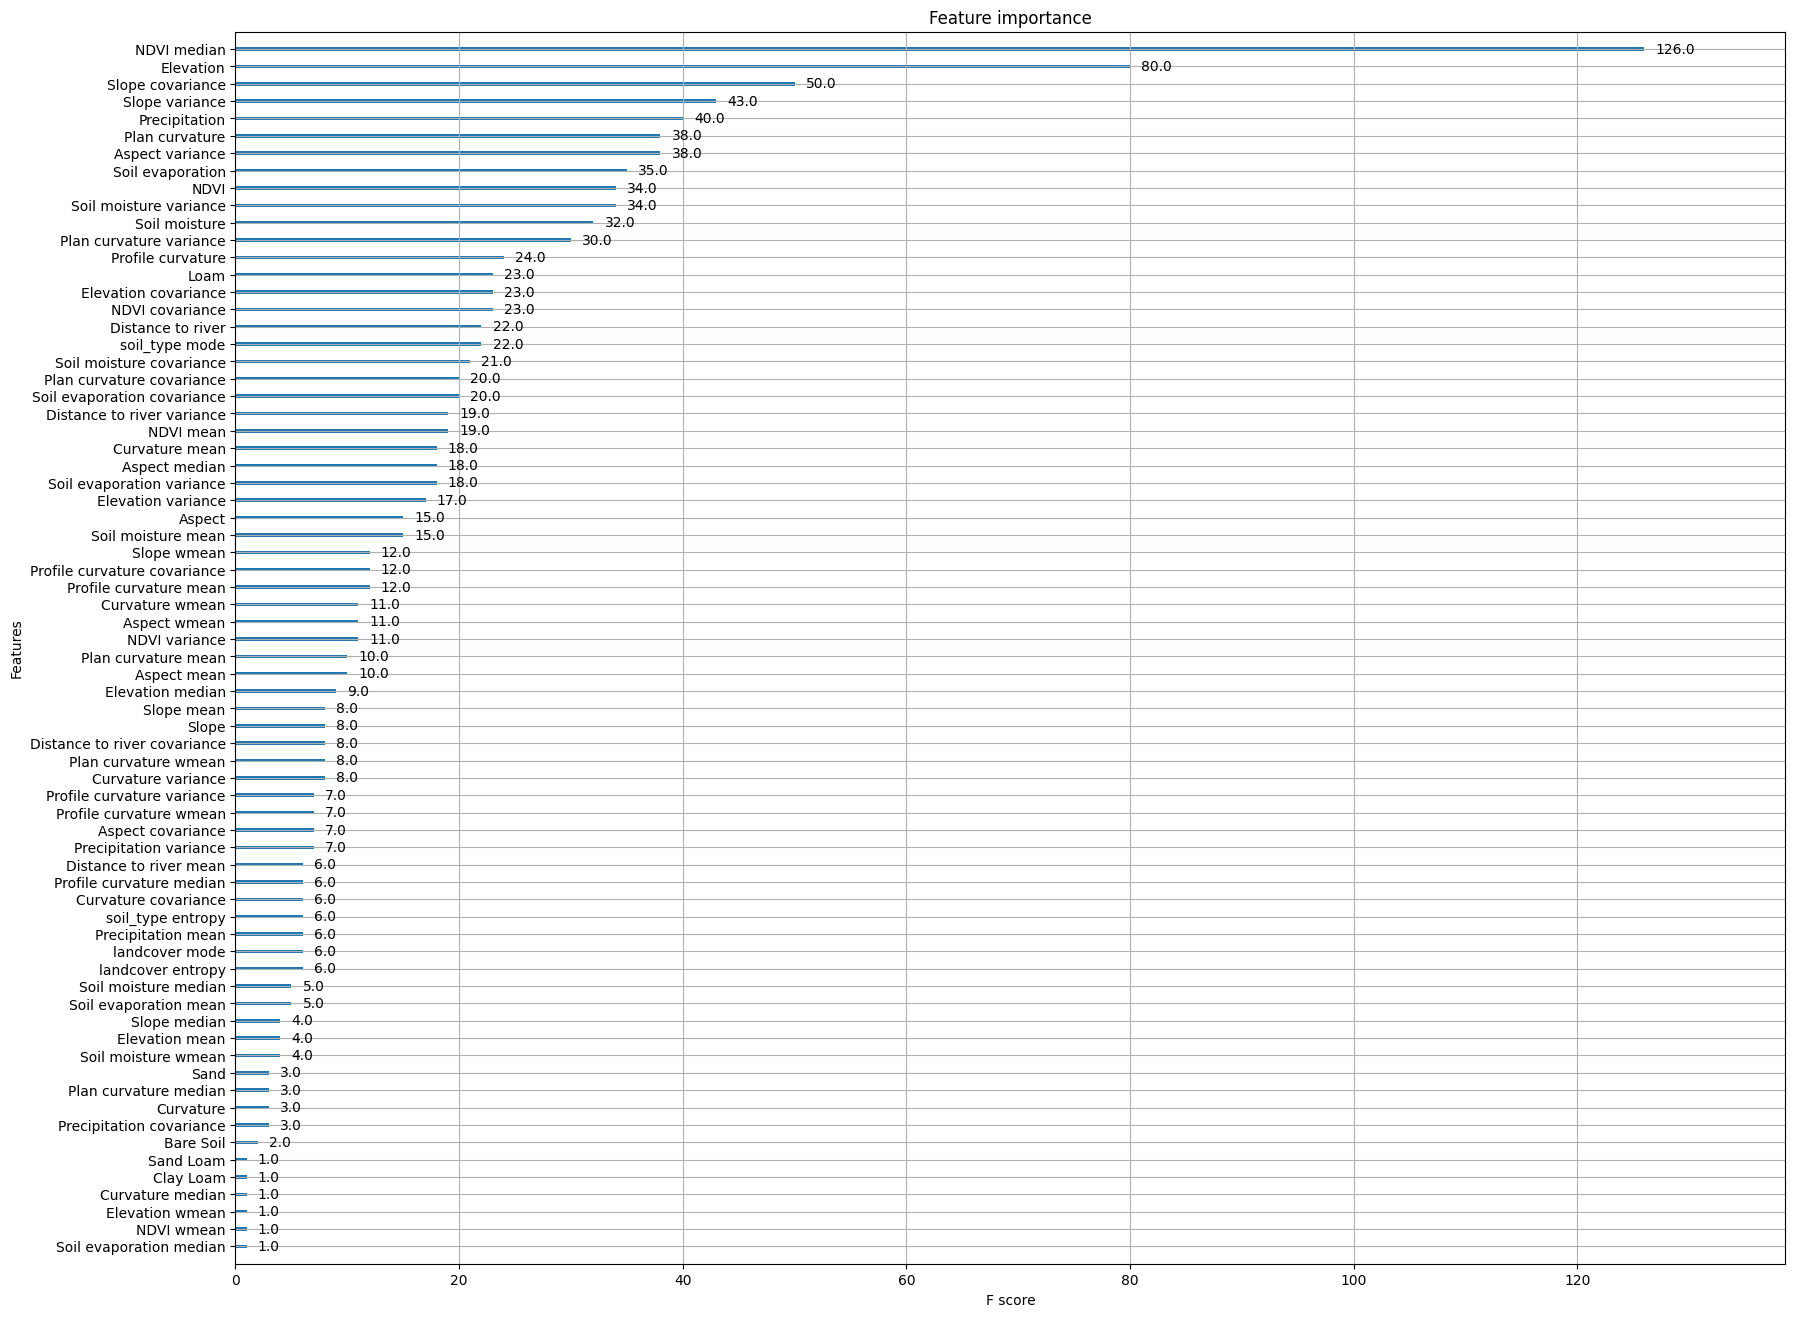 Feature importance
NDVI median 126.0
Elevation 80.0
Slope covariance 50.0
Slope variance 43.0
Precipitation 40.0
Plan curvature 38.0
Aspect variance 38.0
Soil evaporation 35.0
NDVI 34.0
Soil moisture variance 34.0
Soil moisture 32.0
Plan curvature variance 30.0
Profile curvature 24.0
Loam 23.0
Elevation covariance 23.0
NDVI covariance 23.0
Distance to river 22.0
soil_type mode 22.0
Soil moisture covariance 21.0
Plan curvature covariance 20.0
Soil evaporation covariance 20.0
Distance to river variance 19.0
NDVI mean 19.0
Curvature mean 18.0
Aspect median 18.0
Soil evaporation variance 18.0
Elevation variance 17.0
Aspect 15.0
Soil moisture mean 15.0
Slope wmean 12.0
Profile curvature covariance 12.0
Profile curvature mean 12.0
Curvature wmean 11.0
Aspect wmean 11.0
NDVI variance 11.0
Plan curvature mean 10.0
Aspect mean 10.0
Elevation median 9.0
Slope mean 8.0
Slope 8.0
Distance to river covariance 8.0
Plan curvature wmean 8.0
Curvature variance 8.0
Profile curvature variance 7.0
Profile curvature wmean 7.0
Aspect covariance 7.0
Precipitation variance 7.0
Distance to river mean 6.0
Profile curvature median 6.0
Curvature covariance 6.0
soil_type entropy 6.0
Precipitation mean 6.0
landcover mode 6.0
landcover entropy 6.0
Soil moisture median 5.0
Soil evaporation mean 5.0
Slope median 4.0
Elevation mean 4.0
Soil moisture wmean 4.0
Sand 3.0
Plan curvature median 3.0
Curvature 3.0
Precipitation covariance 3.0
Bare Soil 2.0
Sand Loam 1.0
Clay Loam 1.0
Curvature median 1.0
Elevation wmean 1.0
NDVI wmean 1.0
Soil evaporation median 1.0
Features
0 20 40 60 80 100 120
F score